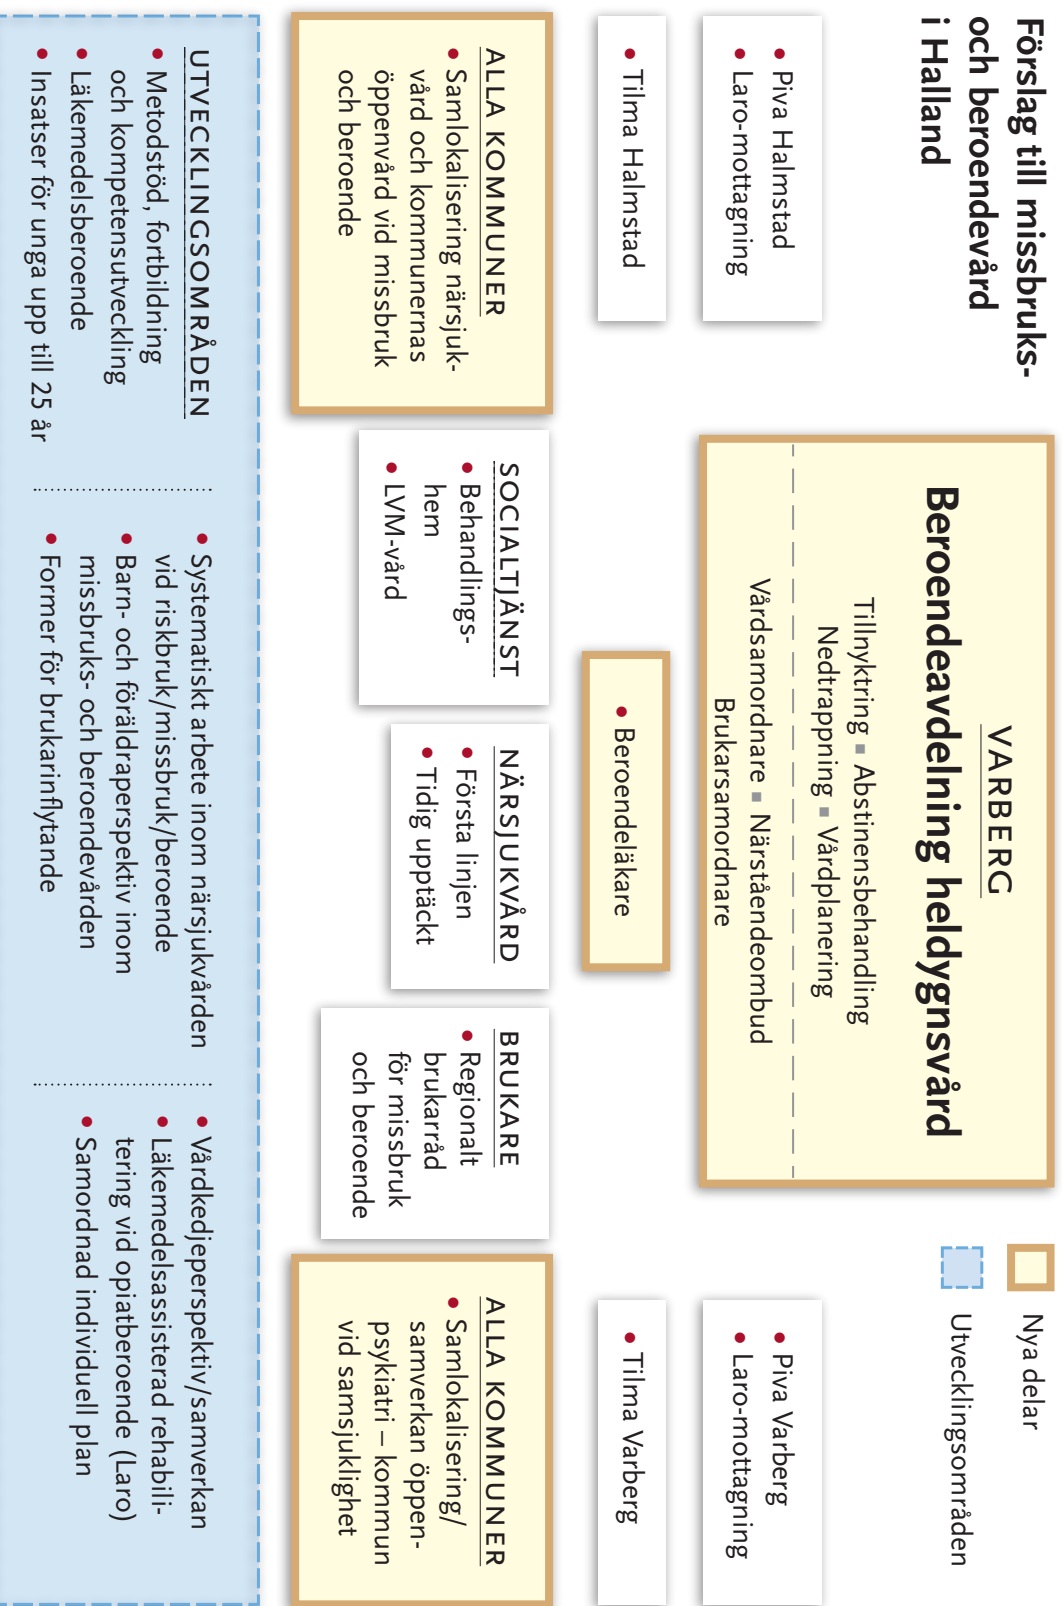 Förslag till missbruks-
och beroendevård
i Halland
Nya delar
Utvecklingsområden
VARBERG
Beroendeavdelning heldygnsvård
Tillnyktring ▪ Abstinensbehandling
Nedtrappning ▪ Vårdplanering
Vårdsamordnare ▪ Närståendeombud
Brukarsamordnare
• Piva Halmstad
• Laro-mottagning
• Piva Varberg
• Laro-mottagning
• Tilma Halmstad
• Beroendeläkare
• Tilma Varberg
ALLA KOMMUNER
• Samlokalisering närsjuk-
vård och kommunernas
öppenvård vid missbruk
och beroende
SOCIALTJÄNST
• Behandlings-
hem
• LVM-vård
NÄRSJUKVÅRD
• Första linjen
• Tidig upptäckt
BRUKARE
• Regionalt
brukarråd
för missbruk
och beroende
ALLA KOMMUNER
• Samlokalisering/
samverkan öppen-
psykiatri – kommun
vid samsjuklighet
UTVECKLINGSOMRÅDEN
• Metodstöd, fortbildning
och kompetensutveckling
• Läkemedelsberoende
• Insatser för unga upp till 25 år
• Systematiskt arbete inom närsjukvården
vid riskbruk/missbruk/beroende
• Barn- och föräldraperspektiv inom
missbruks- och beroendevården
• Former för brukarinflytande
• Vårdkedjeperspektiv/samverkan
• Läkemedelsassisterad rehabili-
tering vid opiatberoende (Laro)
• Samordnad individuell plan